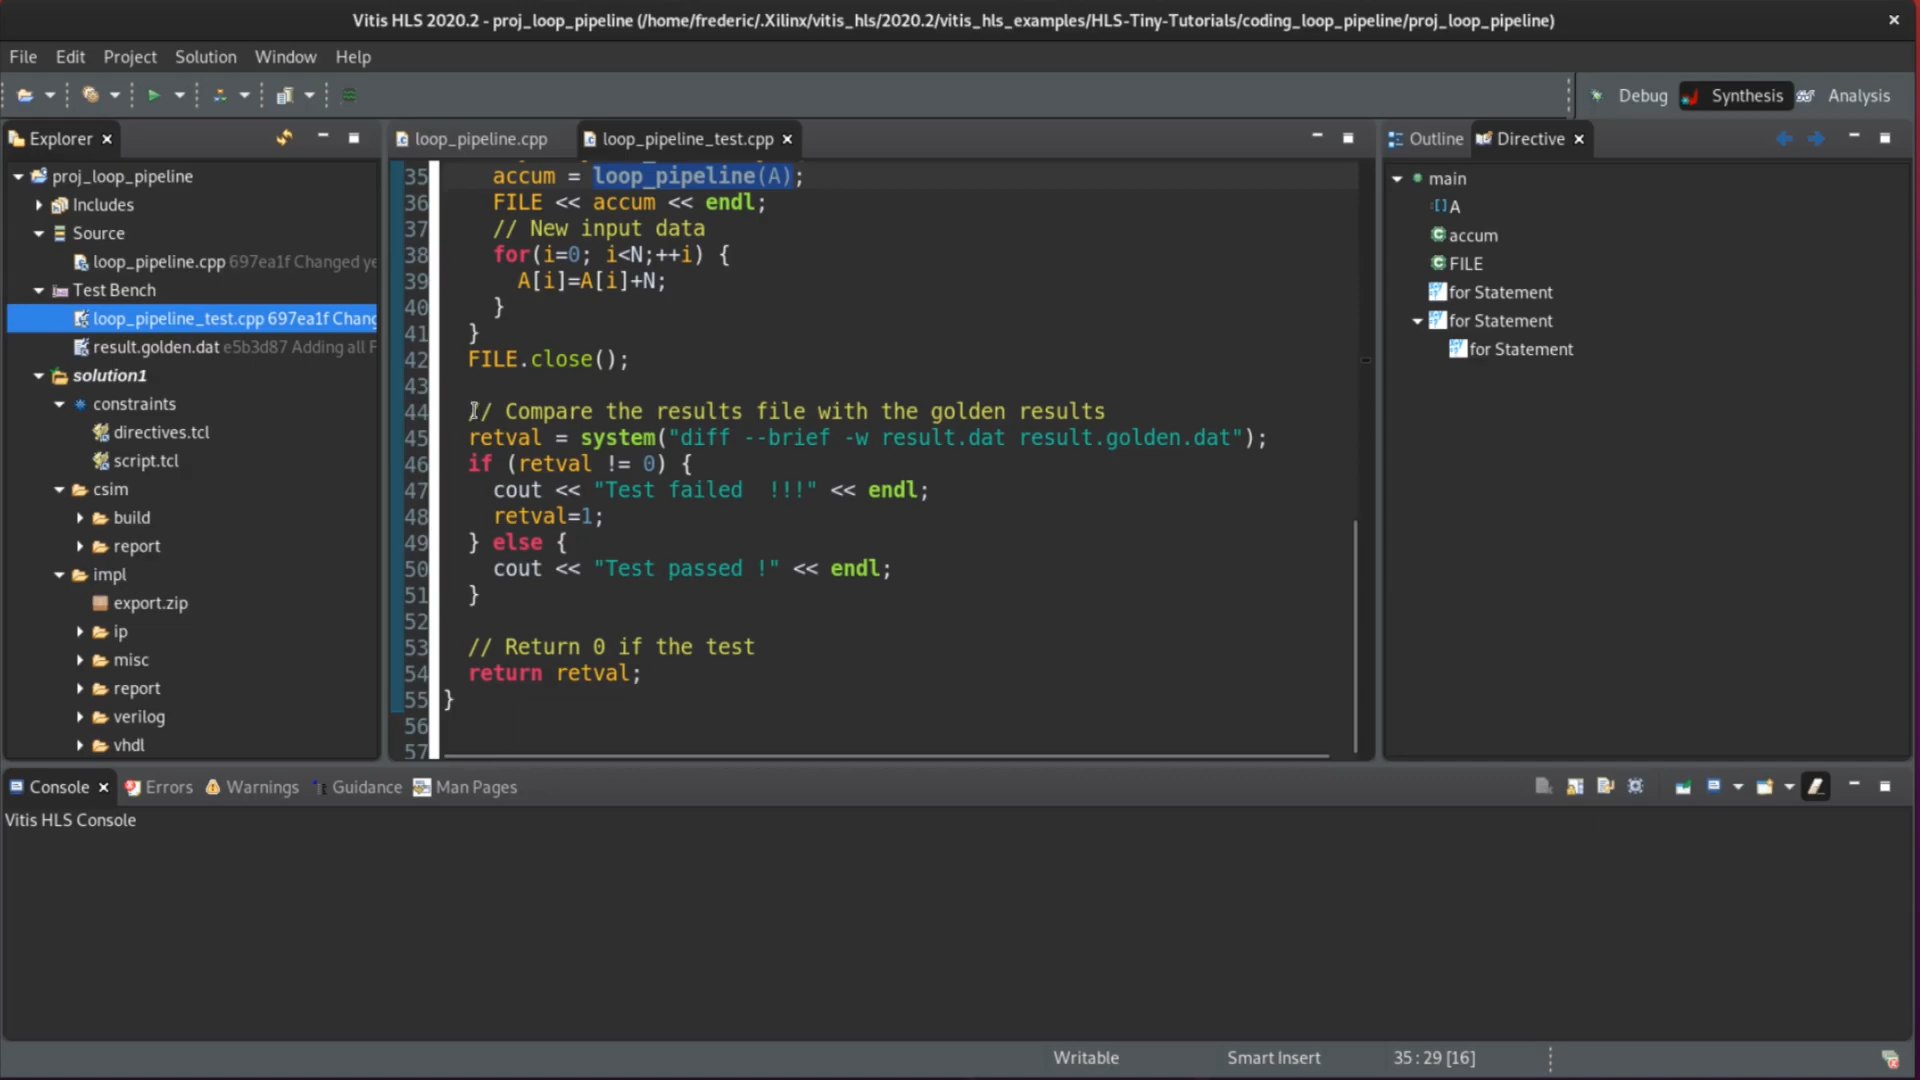 Vitis HLS 2020.2 - proj_loop_pipeline (/home/frederic/.Xilinx/vitis_hls/2020.2/vitis_hls_examples/HLS-Tiny-Tutorials/coding_loop_pipeline/proj_loop_pipeline)
File Edit Project Solution Window Help
Debug Synthesis Analysis
Explorer
proj_loop_pipeline
Includes
Source
loop_pipeline.cpp 697ea1f Changed ye
Test Bench
loop_pipeline_test.cpp 697ea1f Chang
result.golden.dat e5b3d87 Adding all F
solution1
constraints
directives.tcl
script.tcl
csim
build
report
impl
export.zip
ip
misc
report
verilog
vhdl
loop_pipeline.cpp loop_pipeline_test.cpp
35 accum = loop_pipeline(A);
36 FILE << accum << endl;
37 // New input data
38 for(i=0; i<N;++i) {
39 A[i]=A[i]+N;
40 }
41 }
42 FILE.close();
43
44 // Compare the results file with the golden results
45 retval = system("diff --brief -w result.dat result.golden.dat");
46 if (retval != 0) {
47 cout << "Test failed  !!!" << endl;
48 retval=1;
49 } else {
50 cout << "Test passed !" << endl;
51 }
52
53 // Return 0 if the test
54 return retval;
55 }
56
57
Outline Directive
main
A
accum
FILE
for Statement
for Statement
for Statement
Console Errors Warnings Guidance Man Pages
Vitis HLS Console
Writable Smart Insert 35 : 29 [16]